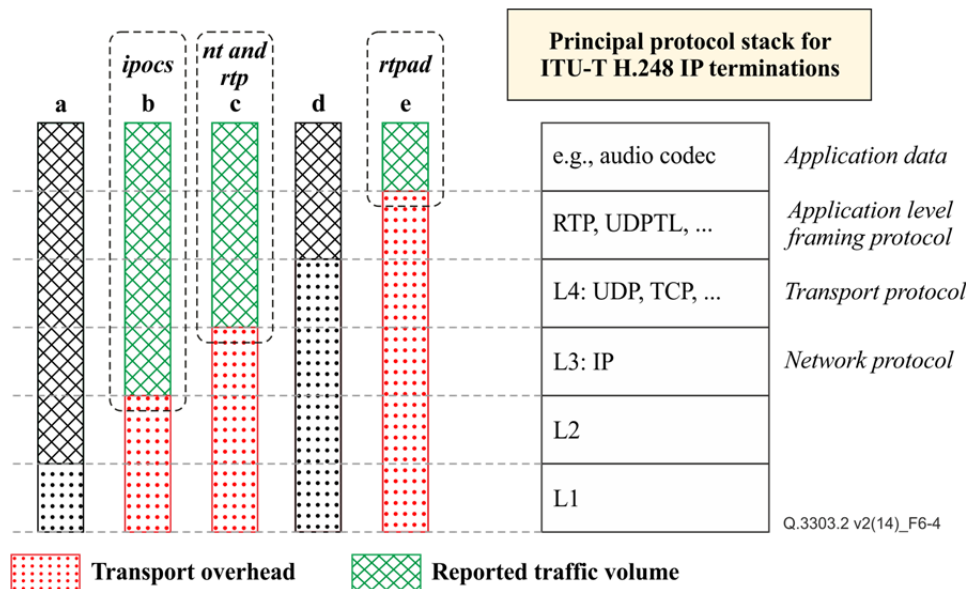 Principal protocol stack for
ITU-T H.248 IP terminations
ipocs
nt and
rtp
rtpad
a
b
c
d
e
e.g., audio codec
Application data
RTP, UDPTL, ...
Application level
framing protocol
L4: UDP, TCP, ...
Transport protocol
L3: IP
Network protocol
L2
L1
Q.3303.2 v2(14)_F6-4
Transport overhead
Reported traffic volume